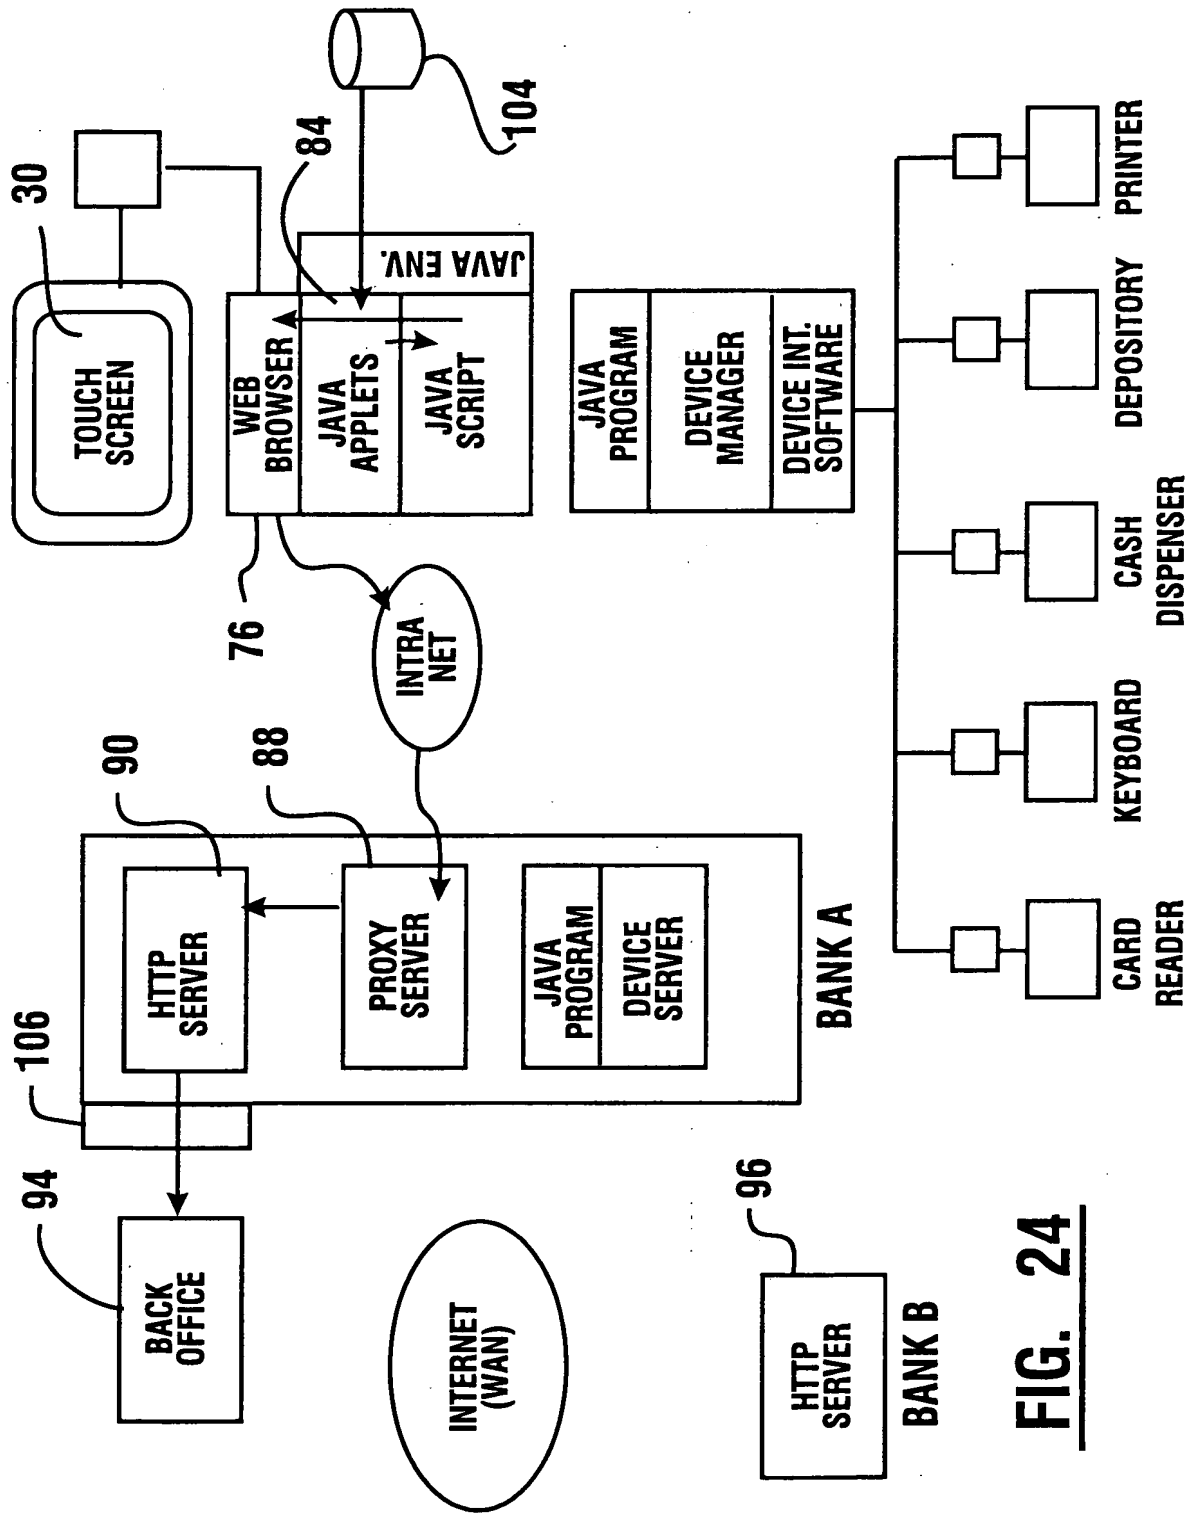 94
BACK
OFFICE
106
HTTP
SERVER
90
PROXY
SERVER
88
JAVA
PROGRAM
DEVICE
SERVER
BANK A
INTERNET
(WAN)
HTTP
SERVER
96
BANK B
INTRA
NET
30
TOUCH
SCREEN
76
WEB
BROWSER
JAVA
APPLETS
JAVA
SCRIPT
84
JAVA ENV.
104
JAVA
PROGRAM
DEVICE
MANAGER
DEVICE INT.
SOFTWARE
CARD
READER
KEYBOARD
CASH
DISPENSER
DEPOSITORY
PRINTER
FIG. 24